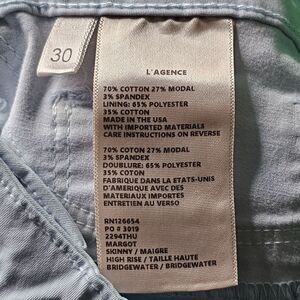 30
L'AGENCE
70% COTTON 27% MODAL
3% SPANDEX
LINING: 65% POLYESTER
35% COTTON
MADE IN THE USA
WITH IMPORTED MATERIALS
CARE INSTRUCTIONS ON REVERSE
70% COTON 27% MODAL
3% SPANDEX
DOUBLURE: 65% POLYESTER
35% COTON
FABRIQUE DANS LA ETATS-UNIS
D'AMERIQUE AVEC DES
MATERIAUX IMPORTES
ENTRETIEN AU VERSO
RN126654
PO # 3019
2294THU
MARGOT
SKINNY / MAIGRE
HIGH RISE / TAILLE HAUTE
BRIDGEWATER / BRIDGEWATER